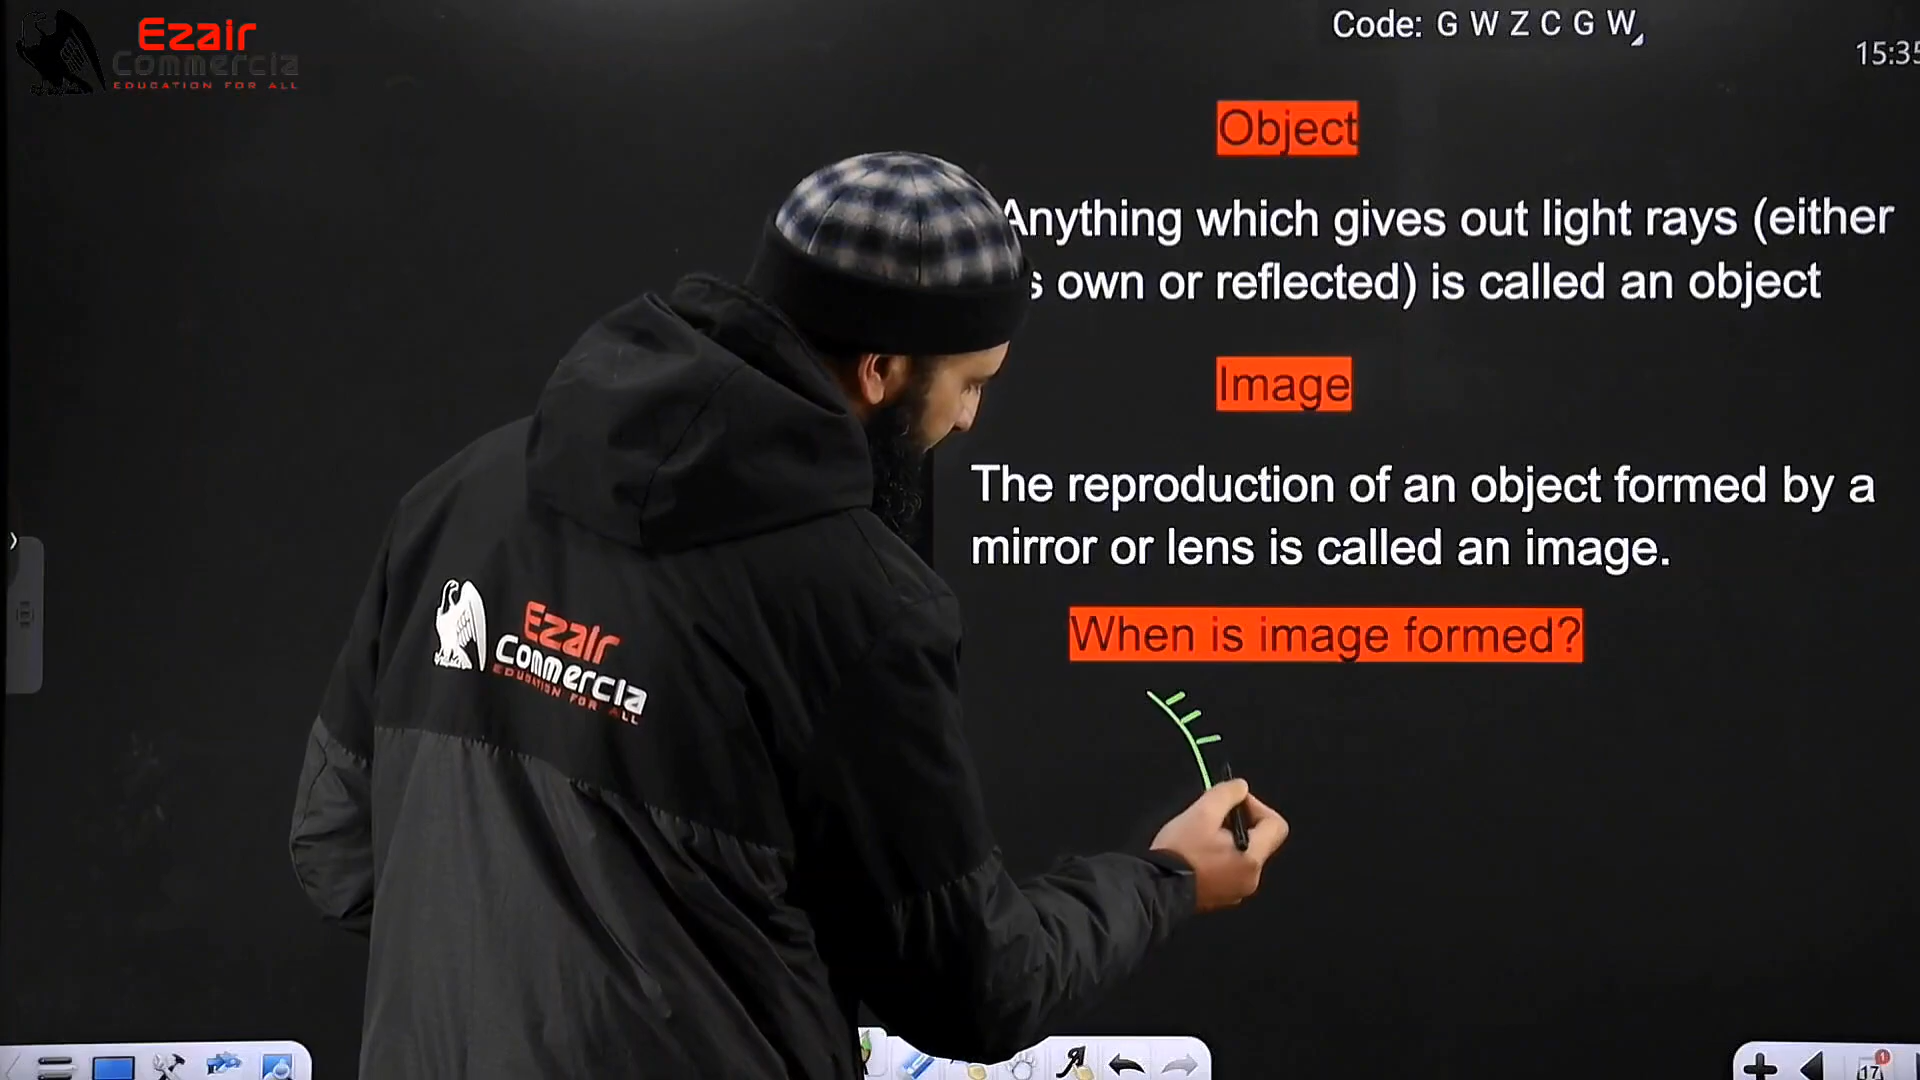 Ezair
Commercia
EDUCATION FOR ALL
Code: G W Z C G W
15:35
Object
Anything which gives out light rays (either
s own or reflected) is called an object
Image
The reproduction of an object formed by a
mirror or lens is called an image.
When is image formed?
Ezair
Commercia
EDUCATION FOR ALL
1
17